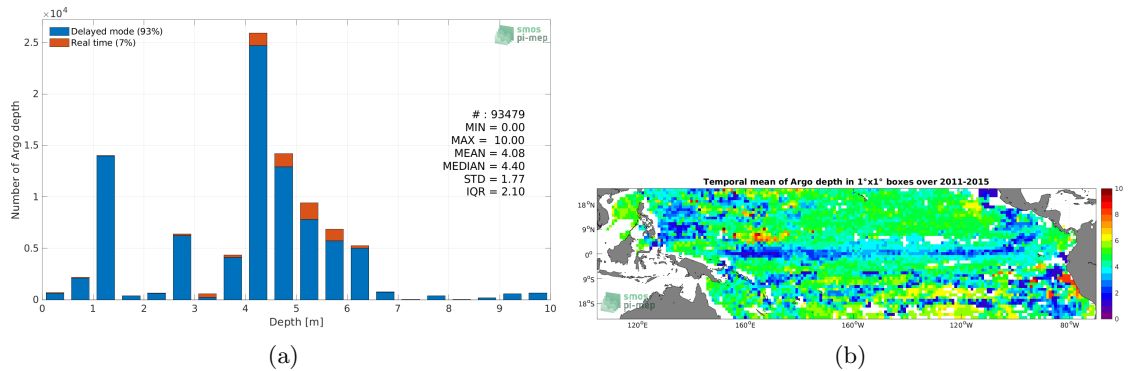 ×10⁴
Delayed mode (93%)
Real time (7%)
smos
pi-mep
2.5
2
1.5
1
0.5
0
Number of Argo depth
# : 93479
MIN = 0.00
MAX = 10.00
MEAN = 4.08
MEDIAN = 4.40
STD = 1.77
IQR = 2.10
0 1 2 3 4 5 6 7 8 9 10
Depth [m]
(a)
Temporal mean of Argo depth in 1°x1° boxes over 2011-2015
18°N
9°N
0°
9°S
18°S
smos
pi-mep
120°E 160°E 160°W 120°W 80°W
10
8
6
4
2
0
(b)